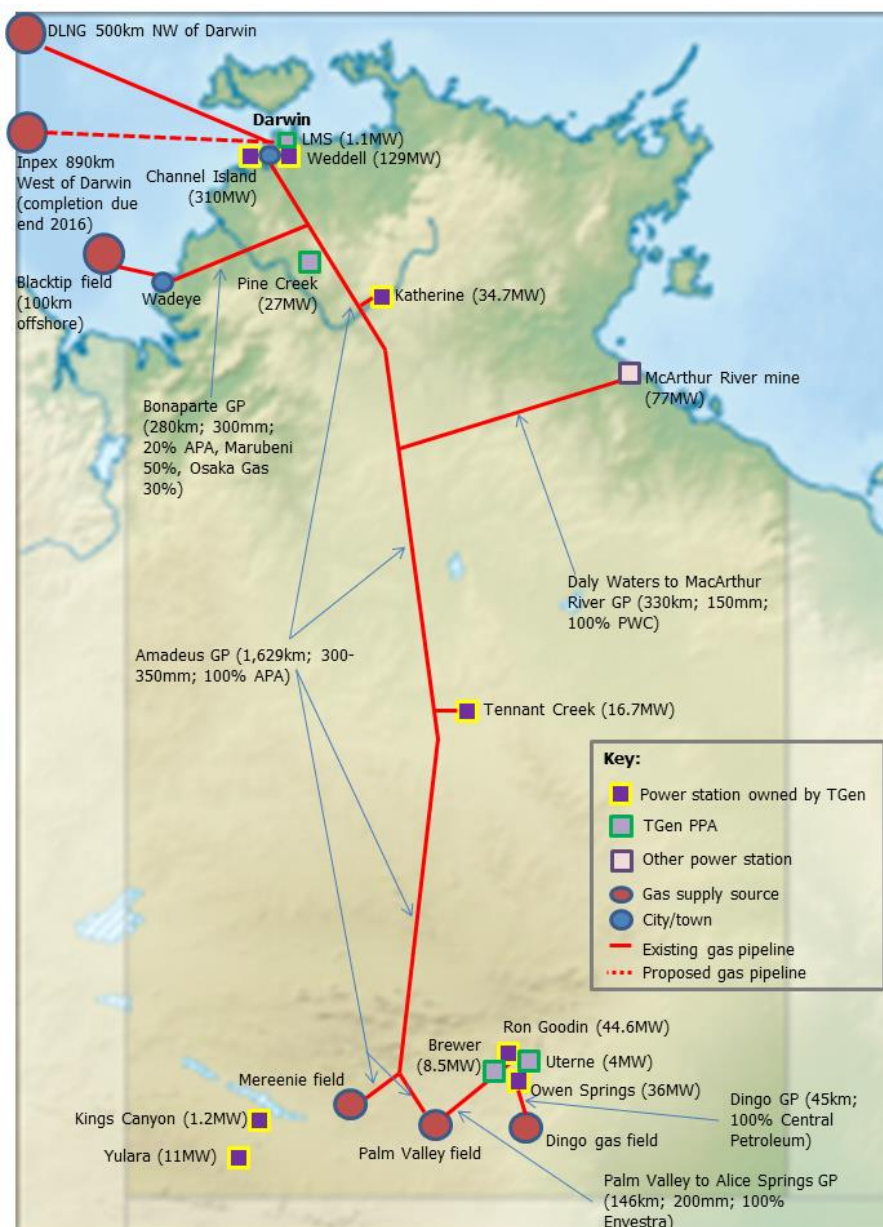 DLNG 500km NW of Darwin
Darwin
LMS (1.1MW)
Weddell (129MW)
Inpex 890km
West of Darwin
(completion due
end 2016)
Channel Island
(310MW)
Blacktip field
(100km
offshore)
Wadeye
Pine Creek
(27MW)
Katherine (34.7MW)
McArthur River mine
(77MW)
Bonaparte GP
(280km; 300mm;
20% APA, Marubeni
50%, Osaka Gas
30%)
Daly Waters to MacArthur
River GP (330km; 150mm;
100% PWC)
Amadeus GP (1,629km; 300-
350mm; 100% APA)
Tennant Creek (16.7MW)
Key:
Power station owned by TGen
TGen PPA
Other power station
Gas supply source
City/town
Existing gas pipeline
Proposed gas pipeline
Ron Goodin (44.6MW)
Brewer
(8.5MW)
Uterne (4MW)
Owen Springs (36MW)
Mereenie field
Kings Canyon (1.2MW)
Yulara (11MW)
Palm Valley field
Dingo gas field
Dingo GP (45km;
100% Central
Petroleum)
Palm Valley to Alice Springs GP
(146km; 200mm; 100%
Envestra)